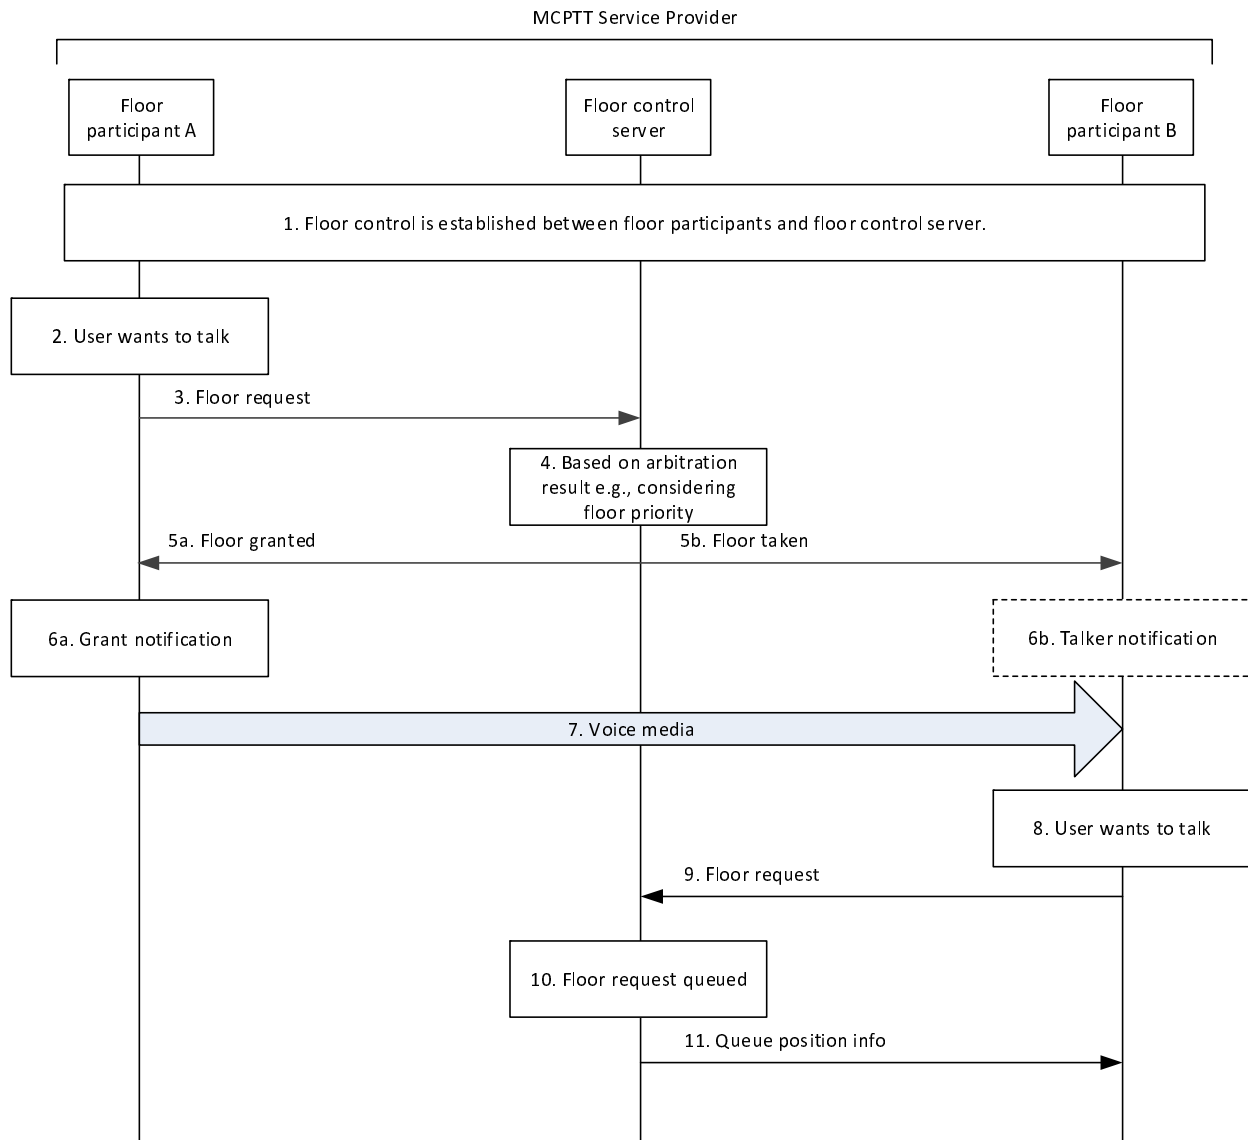 MCPTT Service Provider
Floor
participant A
Floor control
server
Floor
participant B
1. Floor control is established between floor participants and floor control server.
2. User wants to talk
3. Floor request
4. Based on arbitration
result e.g., considering
floor priority
5a. Floor granted
5b. Floor taken
6a. Grant notification
6b. Talker notification
7. Voice media
8. User wants to talk
9. Floor request
10. Floor request queued
11. Queue position info